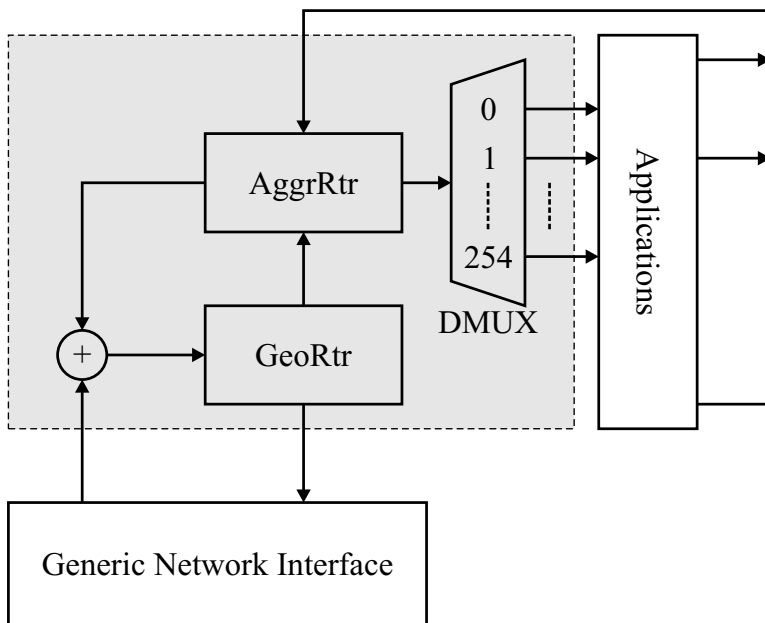 0
1
254
AggrRtr
Applications
DMUX
+
GeoRtr
Generic Network Interface